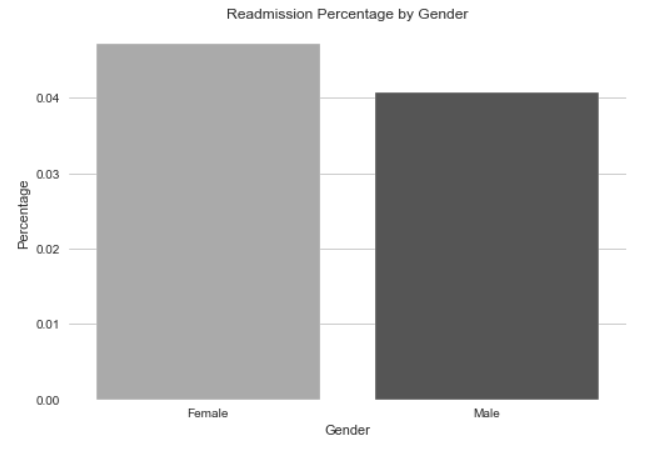 Readmission Percentage by Gender
Percentage
0.04
0.03
0.02
0.01
0.00
Female
Male
Gender